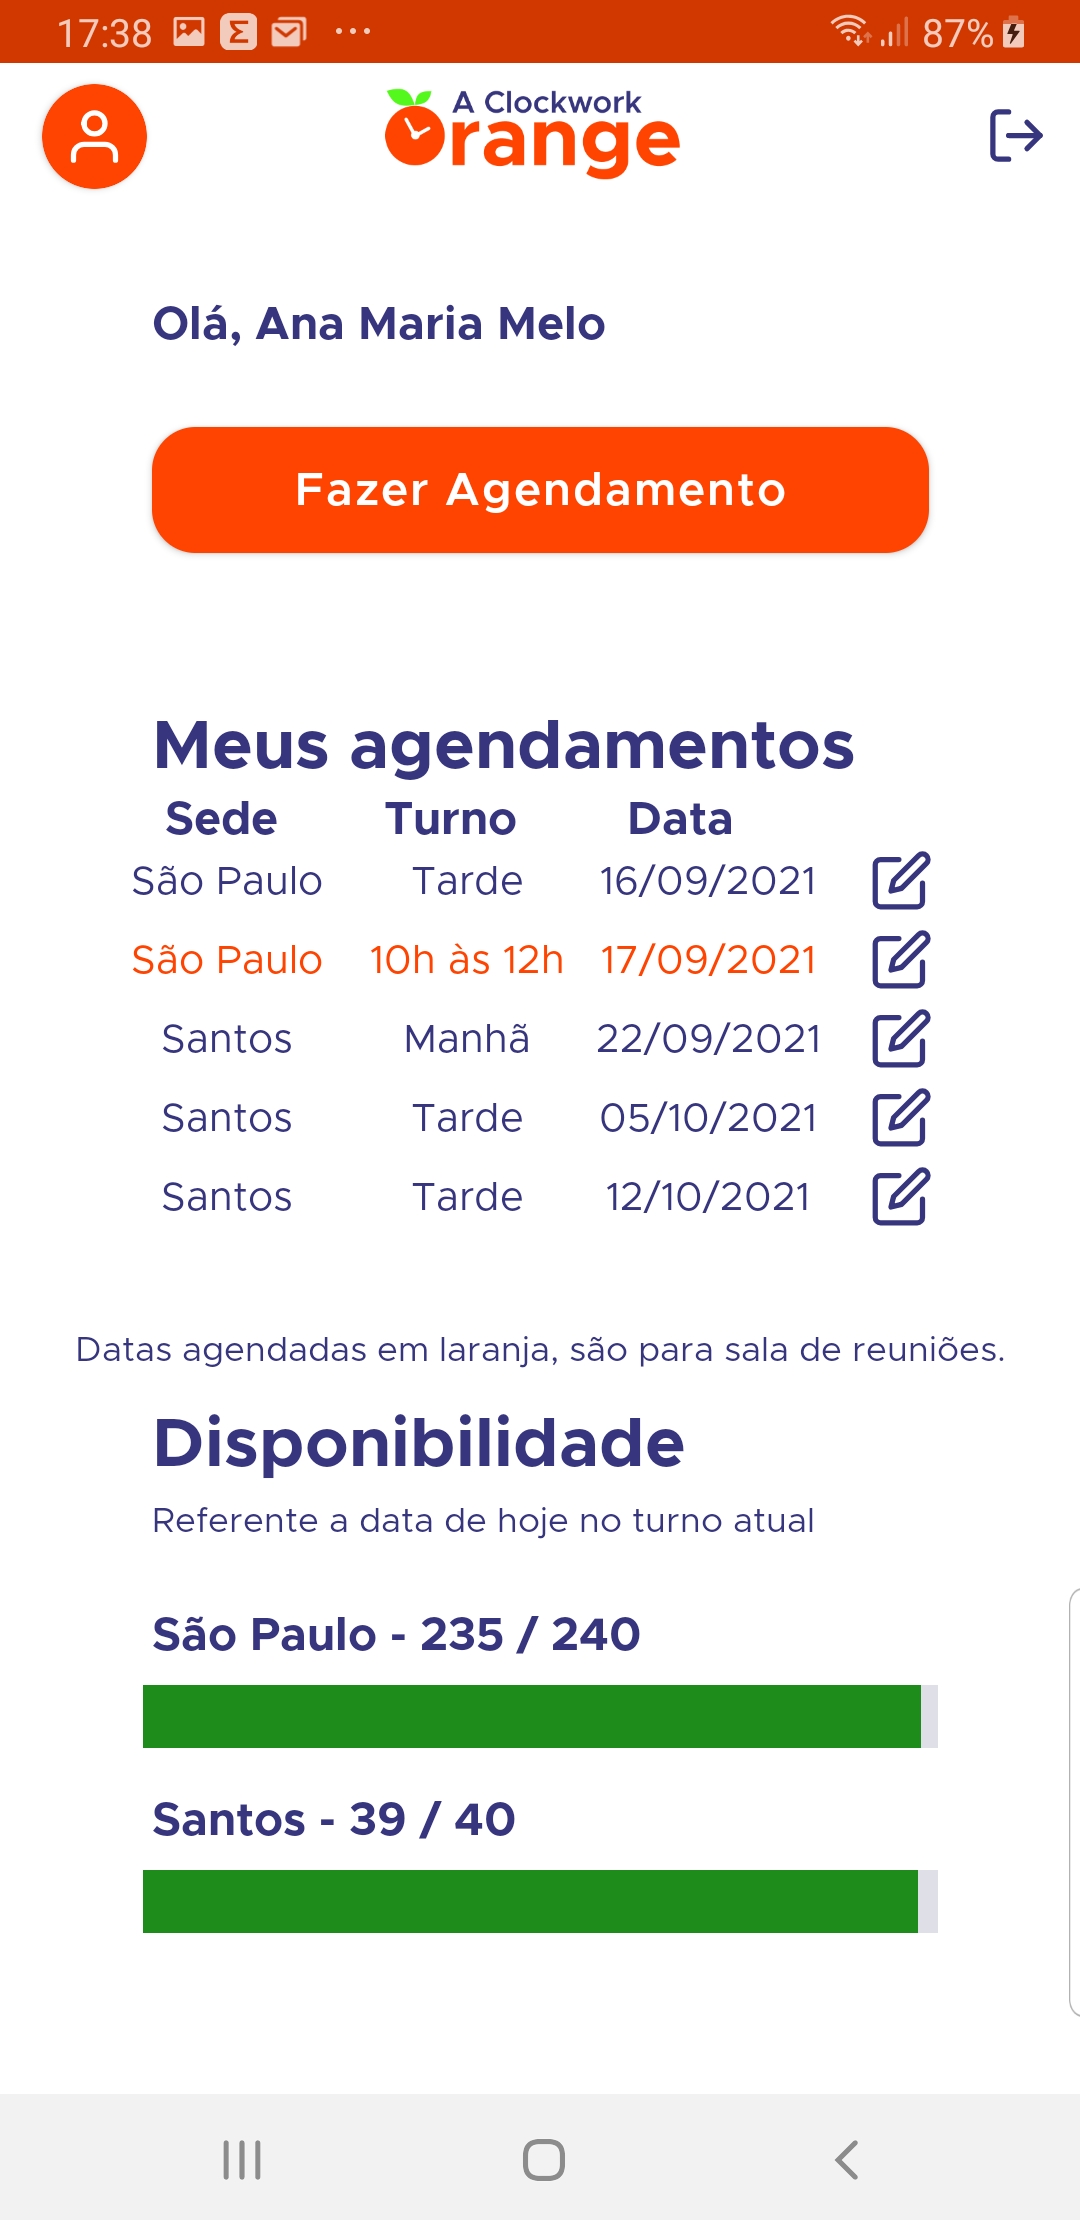 17:38 87%
A Clockwork
range
Olá, Ana Maria Melo
Fazer Agendamento
Meus agendamentos
Sede Turno Data
São Paulo Tarde 16/09/2021
São Paulo 10h às 12h 17/09/2021
Santos Manhã 22/09/2021
Santos Tarde 05/10/2021
Santos Tarde 12/10/2021
Datas agendadas em laranja, são para sala de reuniões.
Disponibilidade
Referente a data de hoje no turno atual
São Paulo - 235 / 240
Santos - 39 / 40